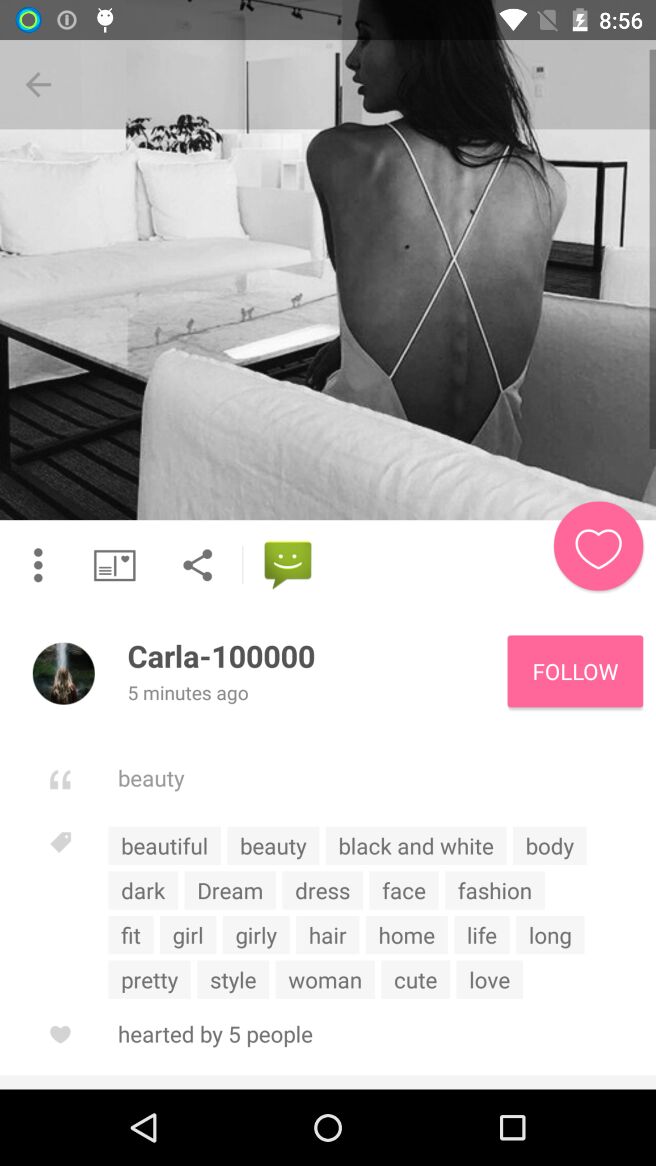 8:56
Carla-100000
5 minutes ago
FOLLOW
beauty
beautiful beauty black and white body
dark Dream dress face fashion
fit girl girly hair home life long
pretty style woman cute love
hearted by 5 people